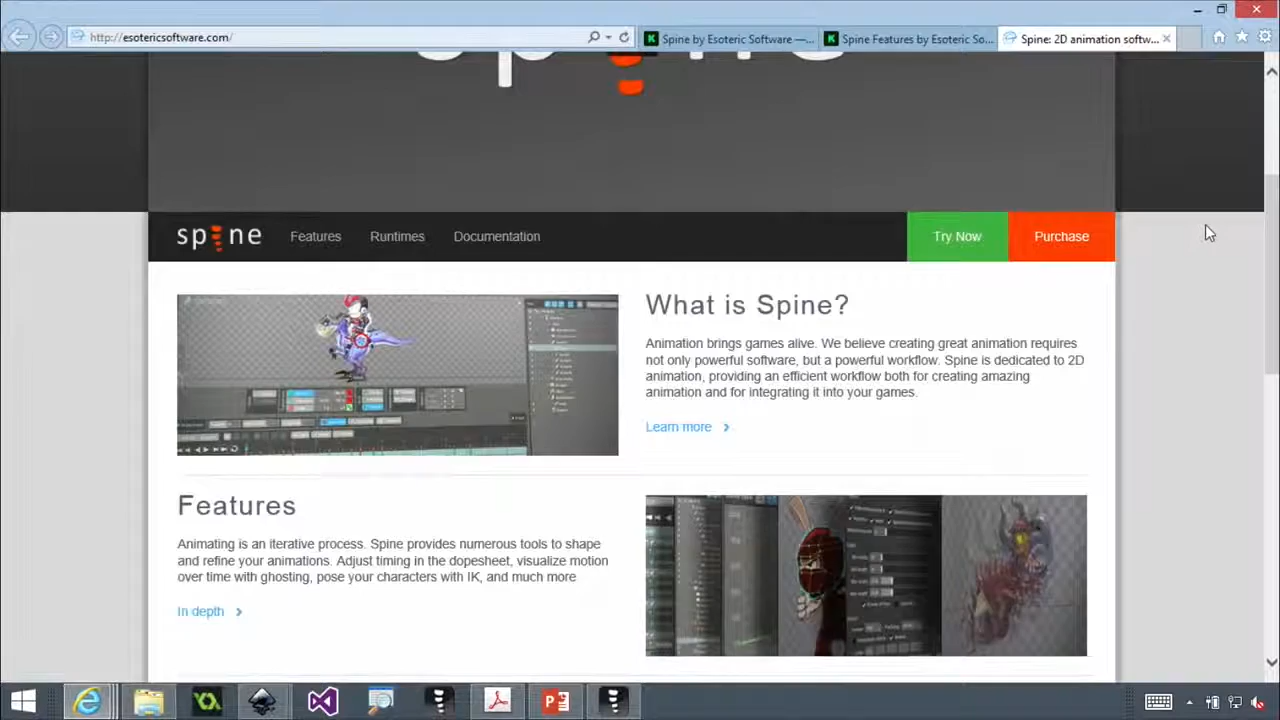 http://esotericsoftware.com/
Spine by Esoteric Software —...
Spine Features by Esoteric So...
Spine: 2D animation softw...
spine
Features
Runtimes
Documentation
Try Now
Purchase
What is Spine?
Animation brings games alive. We believe creating great animation requires
not only powerful software, but a powerful workflow. Spine is dedicated to 2D
animation, providing an efficient workflow both for creating amazing
animation and for integrating it into your games.
Learn more
Features
Animating is an iterative process. Spine provides numerous tools to shape
and refine your animations. Adjust timing in the dopesheet, visualize motion
over time with ghosting, pose your characters with IK, and much more
In depth